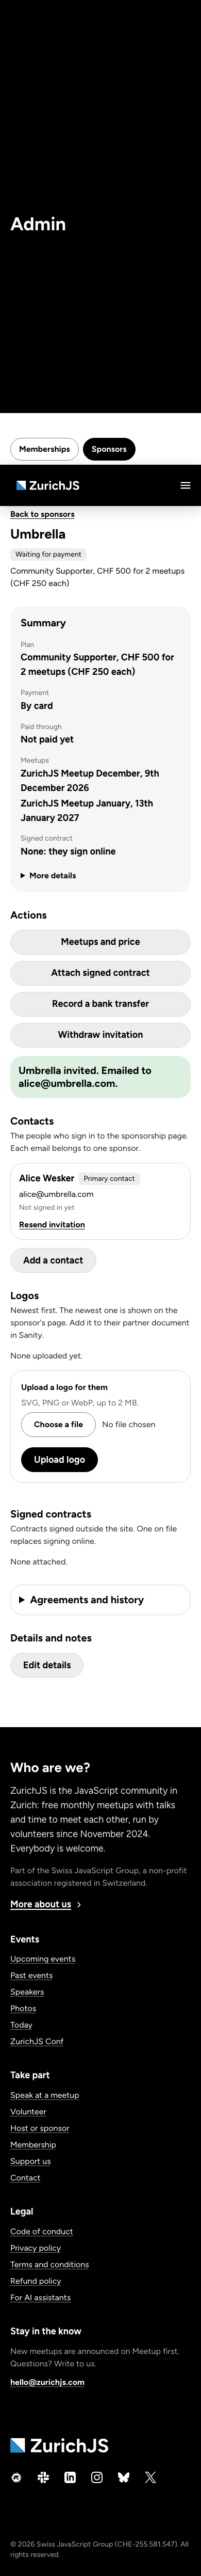 Admin
Memberships
Sponsors
ZurichJS
Back to sponsors
Umbrella
Waiting for payment
Community Supporter, CHF 500 for 2 meetups
(CHF 250 each)
Summary
Plan
Community Supporter, CHF 500 for
2 meetups (CHF 250 each)
Payment
By card
Paid through
Not paid yet
Meetups
ZurichJS Meetup December, 9th
December 2026
ZurichJS Meetup January, 13th
January 2027
Signed contract
None: they sign online
More details
Actions
Meetups and price
Attach signed contract
Record a bank transfer
Withdraw invitation
Umbrella invited. Emailed to
alice@umbrella.com.
Contacts
The people who sign in to the sponsorship page.
Each email belongs to one sponsor.
Alice Wesker
Primary contact
alice@umbrella.com
Not signed in yet
Resend invitation
Add a contact
Logos
Newest first. The newest one is shown on the
sponsor's page. Add it to their partner document
in Sanity.
None uploaded yet.
Upload a logo for them
SVG, PNG or WebP, up to 2 MB.
Choose a file
No file chosen
Upload logo
Signed contracts
Contracts signed outside the site. One on file
replaces signing online.
None attached.
Agreements and history
Details and notes
Edit details
Who are we?
ZurichJS is the JavaScript community in
Zurich: free monthly meetups with talks
and time to meet each other, run by
volunteers since November 2024.
Everybody is welcome.
Part of the Swiss JavaScript Group, a non-profit
association registered in Switzerland.
More about us
Events
Upcoming events
Past events
Speakers
Photos
Today
ZurichJS Conf
Take part
Speak at a meetup
Volunteer
Host or sponsor
Membership
Support us
Contact
Legal
Code of conduct
Privacy policy
Terms and conditions
Refund policy
For AI assistants
Stay in the know
New meetups are announced on Meetup first.
Questions? Write to us.
hello@zurichjs.com
ZurichJS
© 2026 Swiss JavaScript Group (CHE-255.581.547). All
rights reserved.